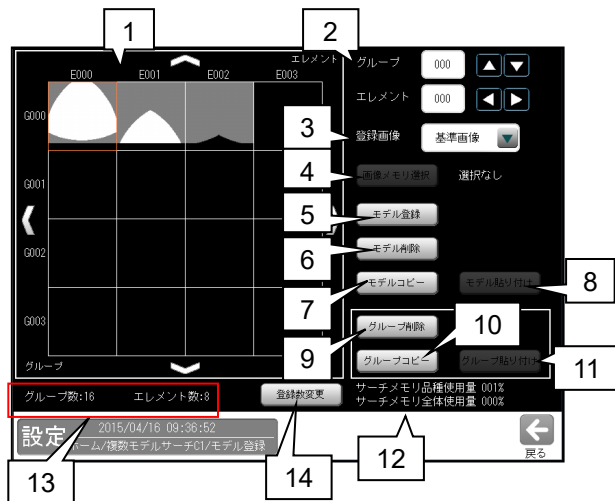 1
2
E000 E001 E002 E003
エレメント
G000
G001
G002
G003
グループ
グループ 000
エレメント 000
3
登録画像 基準画像
4
画像メモリ選択 選択なし
5
モデル登録
6
モデル削除
7
モデルコピー モデル貼り付け
8
9
グループ削除
10
グループコピー グループ貼り付け
11
グループ数:16 エレメント数:8
登録数変更
サーチメモリ品種使用量 001%
サーチメモリ全体使用量 000%
12
13
14
設定
2015/04/16 09:36:52
ホーム/複数モデルサーチC1/モデル登録
戻る